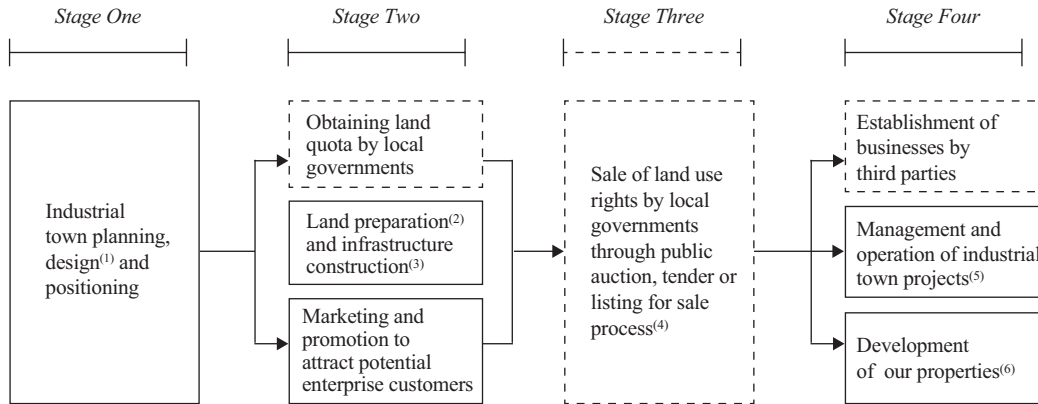 Stage One
Stage Two
Stage Three
Stage Four
Industrial
town planning,
design(1) and
positioning
Obtaining land
quota by local
governments
Land preparation(2)
and infrastructure
construction(3)
Marketing and
promotion to
attract potential
enterprise customers
Sale of land use
rights by local
governments
through public
auction, tender or
listing for sale
process(4)
Establishment of
businesses by
third parties
Management and
operation of industrial
town projects(5)
Development
of our properties(6)